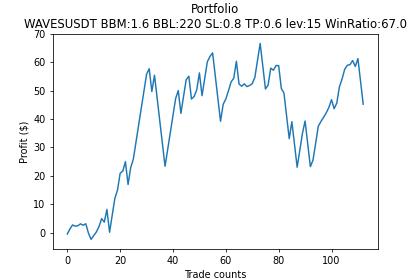 Portfolio
WAVESUSDT BBM:1.6 BBL:220 SL:0.8 TP:0.6 lev:15 WinRatio:67.0
70
60
50
40
30
20
10
0
Profit ($)
0 20 40 60 80 100
Trade counts